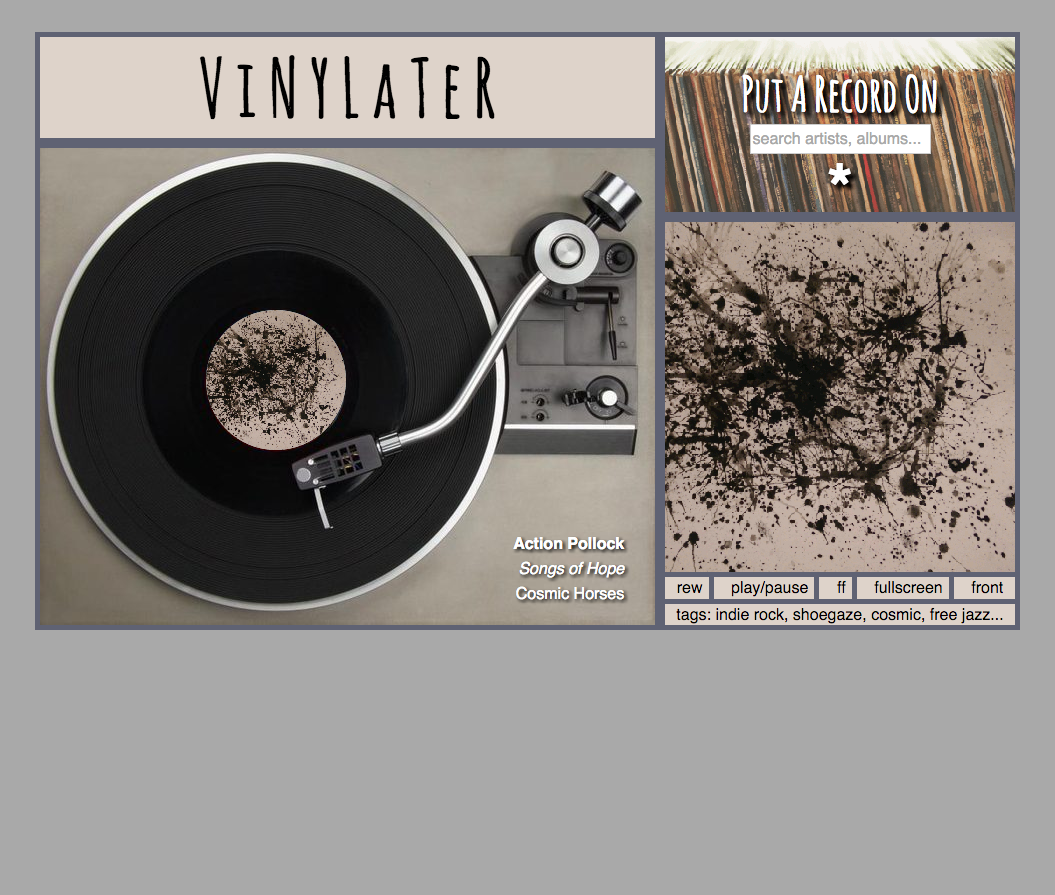 ViNYLaTeR
Put A Record On
search artists, albums...
*
Action Pollock
Songs of Hope
Cosmic Horses
rew play/pause ff fullscreen front
tags: indie rock, shoegaze, cosmic, free jazz...